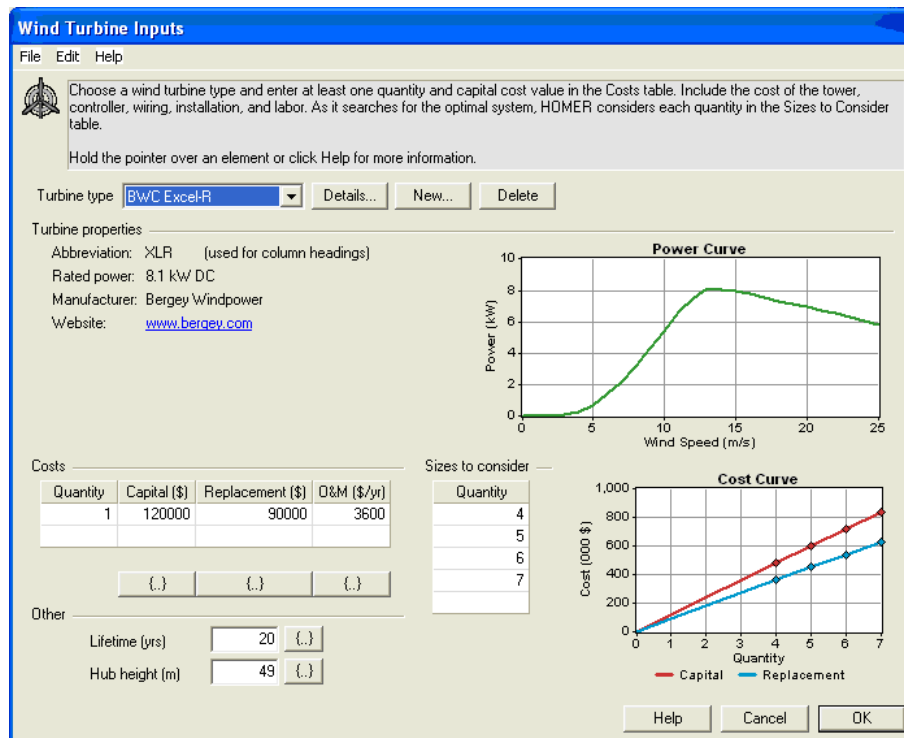 Wind Turbine Inputs
File Edit Help
Choose a wind turbine type and enter at least one quantity and capital cost value in the Costs table. Include the cost of the tower,
controller, wiring, installation, and labor. As it searches for the optimal system, HOMER considers each quantity in the Sizes to Consider
table.
Hold the pointer over an element or click Help for more information.
Turbine type BWC Excel-R Details... New... Delete
Turbine properties
Abbreviation: XLR (used for column headings)
Rated power: 8.1 kW DC
Manufacturer: Bergey Windpower
Website: www.bergey.com
Power Curve
10
8
6
4
2
0
Power (kW)
0 5 10 15 20 25
Wind Speed (m/s)
Costs
Quantity Capital ($) Replacement ($) O&M ($/yr)
1 120000 90000 3600
{..} {..} {..}
Sizes to consider
Quantity
4
5
6
7
Cost Curve
1,000
800
600
400
200
0
Cost (000 $)
0 1 2 3 4 5 6 7
Quantity
Capital Replacement
Other
Lifetime (yrs) 20 {..}
Hub height (m) 49 {..}
Help Cancel OK